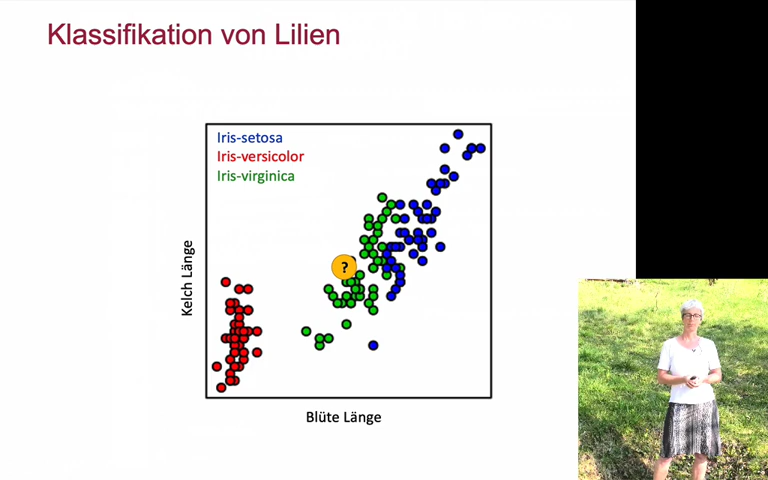 Klassifikation von Lilien
Iris-setosa
Iris-versicolor
Iris-virginica
?
Kelch Länge
Blüte Länge